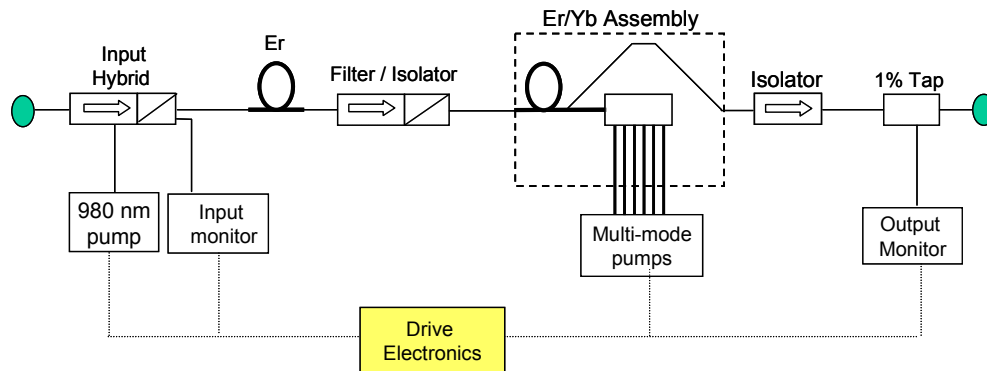 Er/Yb Assembly
Input
Hybrid
Er
Filter / Isolator
Isolator
1% Tap
980 nm
pump
Input
monitor
Multi-mode
pumps
Output
Monitor
Drive
Electronics